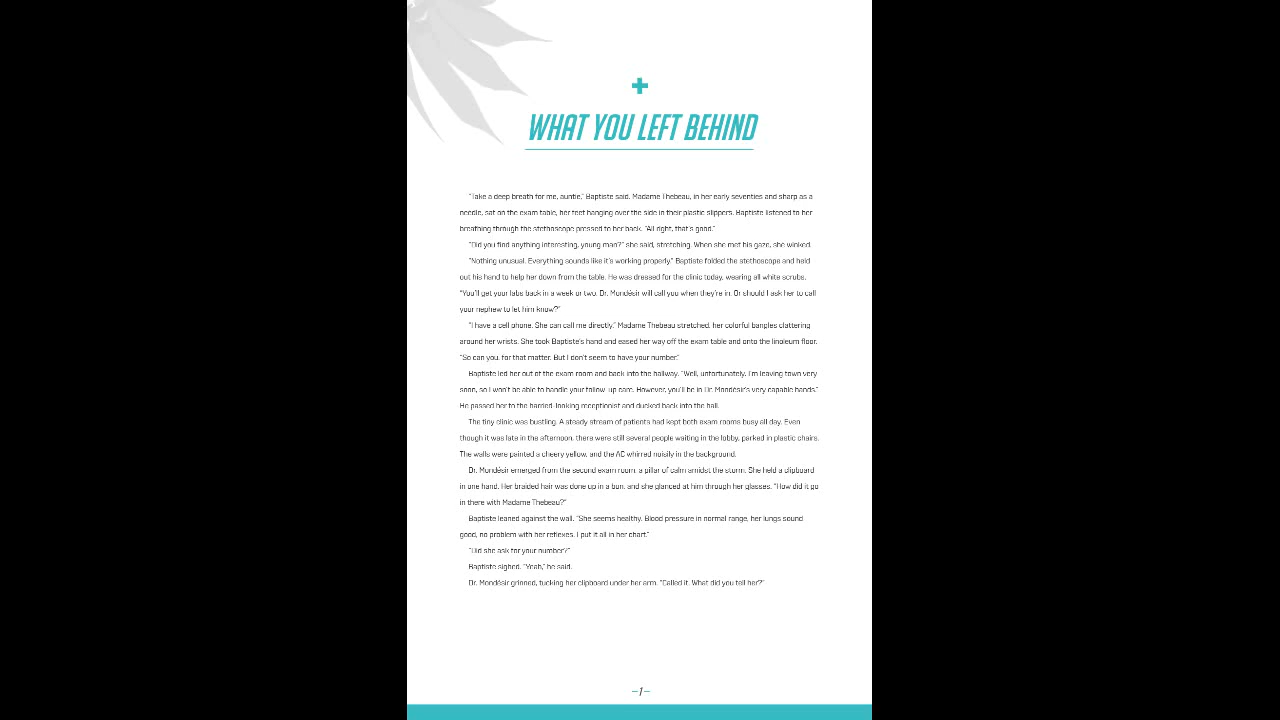 WHAT YOU LEFT BEHIND
"Take a deep breath for me, auntie," Baptiste said. Madame Thebeau, in her early seventies and sharp as a
needle, sat on the exam table, her feet hanging over the side in their plastic slippers. Baptiste listened to her
breathing through the stethoscope pressed to her back. "All right, that's good."
"Did you find anything interesting, young man?" she said, stretching. When she met his gaze, she winked.
"Nothing unusual. Everything sounds like it's working properly." Baptiste folded the stethoscope and held
out his hand to help her down from the table. He was dressed for the clinic today, wearing all white scrubs.
"You'll get your labs back in a week or two. Dr. Mondésir will call you when they're in. Or should I ask her to call
your nephew to let him know?"
"I have a cell phone. She can call me directly." Madame Thebeau stretched, her colorful bangles clattering
around her wrists. She took Baptiste's hand and eased her way off the exam table and onto the linoleum floor.
"So can you, for that matter. But I don't seem to have your number."
Baptiste led her out of the exam room and back into the hallway. "Well, unfortunately, I'm leaving town very
soon, so I won't be able to handle your follow-up care. However, you'll be in Dr. Mondésir's very capable hands."
He passed her to the harried-looking receptionist and ducked back into the hall.
The tiny clinic was bustling. A steady stream of patients had kept both exam rooms busy all day. Even
though it was late in the afternoon, there were still several people waiting in the lobby, parked in plastic chairs.
The walls were painted a cheery yellow, and the AC whirred noisily in the background.
Dr. Mondésir emerged from the second exam room, a pillar of calm amidst the storm. She held a clipboard
in one hand. Her braided hair was done up in a bun, and she glanced at him through her glasses. "How did it go
in there with Madame Thebeau?"
Baptiste leaned against the wall. "She seems healthy. Blood pressure in normal range, her lungs sound
good, no problem with her reflexes. I put it all in her chart."
"Did she ask for your number?"
Baptiste sighed. "Yeah," he said.
Dr. Mondésir grinned, tucking her clipboard under her arm. "Called it. What did you tell her?"
–1–